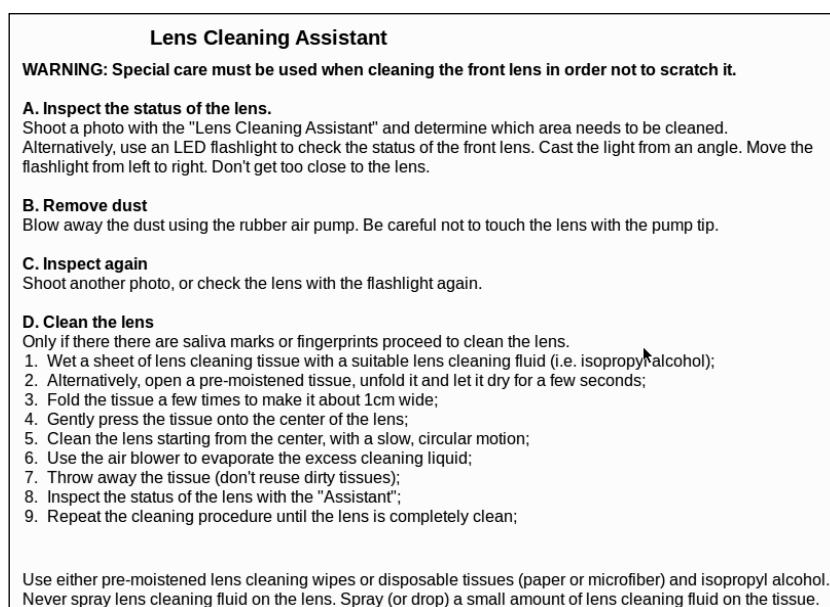 Lens Cleaning Assistant
WARNING: Special care must be used when cleaning the front lens in order not to scratch it.
A. Inspect the status of the lens.
Shoot a photo with the "Lens Cleaning Assistant" and determine which area needs to be cleaned.
Alternatively, use an LED flashlight to check the status of the front lens. Cast the light from an angle. Move the
flashlight from left to right. Don't get too close to the lens.
B. Remove dust
Blow away the dust using the rubber air pump. Be careful not to touch the lens with the pump tip.
C. Inspect again
Shoot another photo, or check the lens with the flashlight again.
D. Clean the lens
Only if there there are saliva marks or fingerprints proceed to clean the lens.
1. Wet a sheet of lens cleaning tissue with a suitable lens cleaning fluid (i.e. isopropyl alcohol);
2. Alternatively, open a pre-moistened tissue, unfold it and let it dry for a few seconds;
3. Fold the tissue a few times to make it about 1cm wide;
4. Gently press the tissue onto the center of the lens;
5. Clean the lens starting from the center, with a slow, circular motion;
6. Use the air blower to evaporate the excess cleaning liquid;
7. Throw away the tissue (don't reuse dirty tissues);
8. Inspect the status of the lens with the "Assistant";
9. Repeat the cleaning procedure until the lens is completely clean;
Use either pre-moistened lens cleaning wipes or disposable tissues (paper or microfiber) and isopropyl alcohol.
Never spray lens cleaning fluid on the lens. Spray (or drop) a small amount of lens cleaning fluid on the tissue.